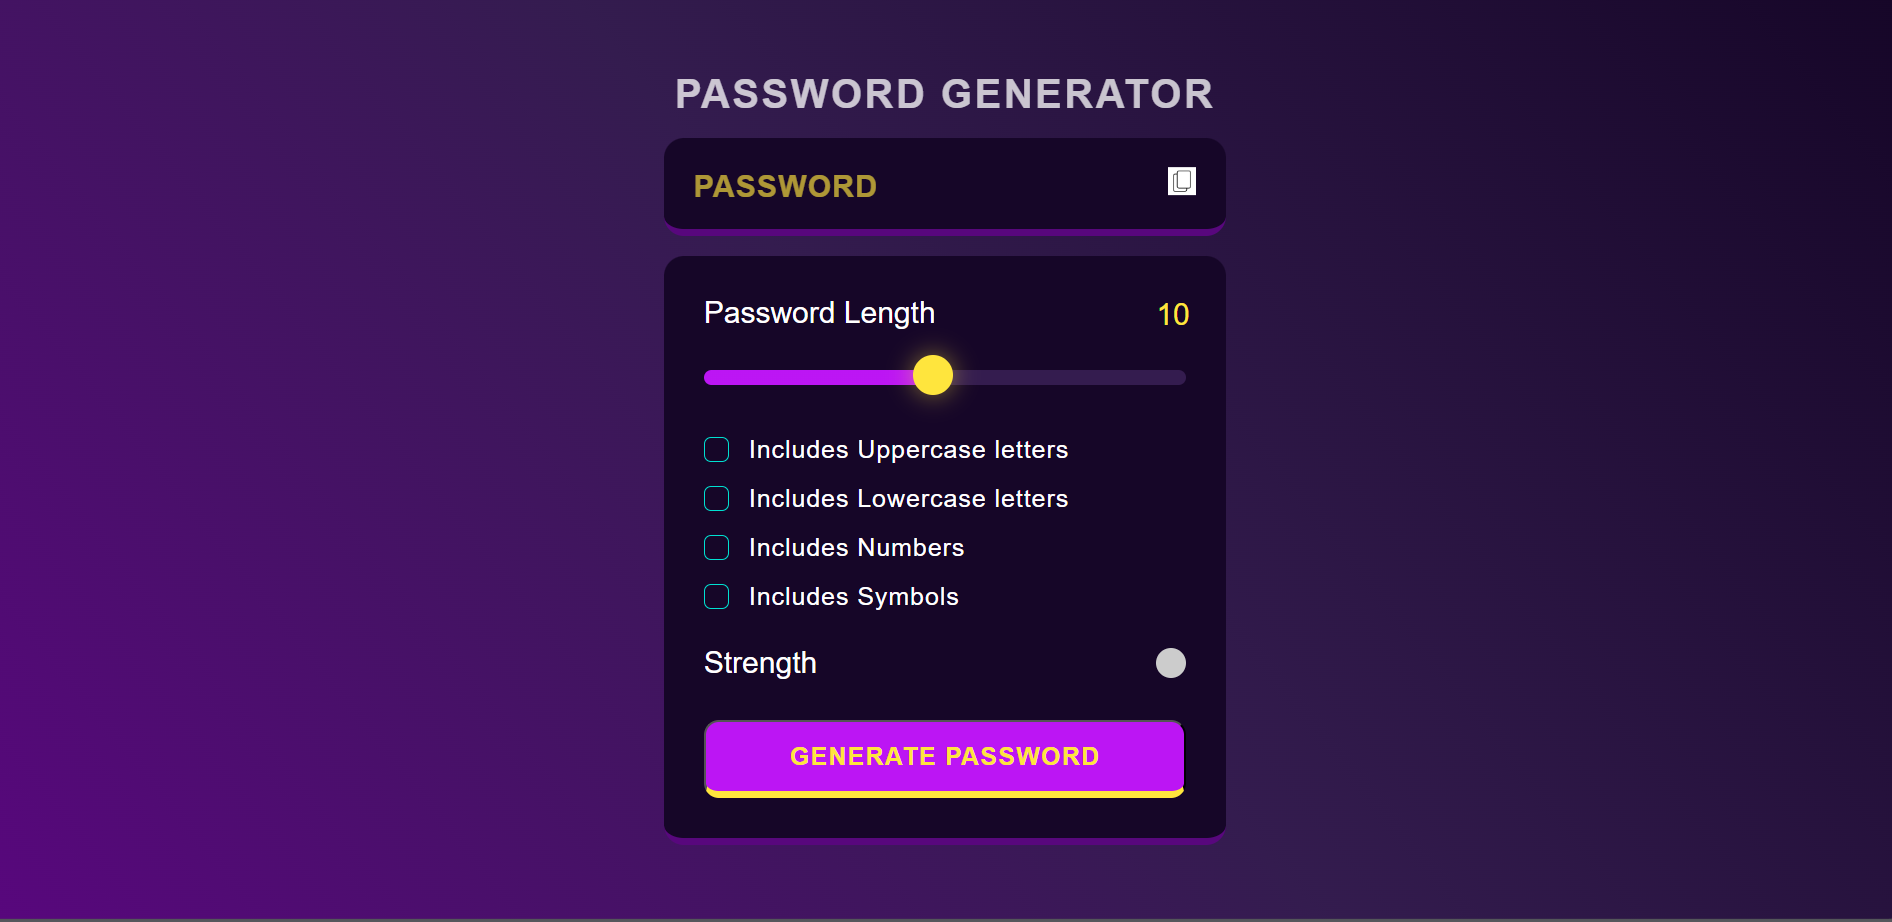 PASSWORD GENERATOR
PASSWORD
Password Length 10
Includes Uppercase letters
Includes Lowercase letters
Includes Numbers
Includes Symbols
Strength
GENERATE PASSWORD